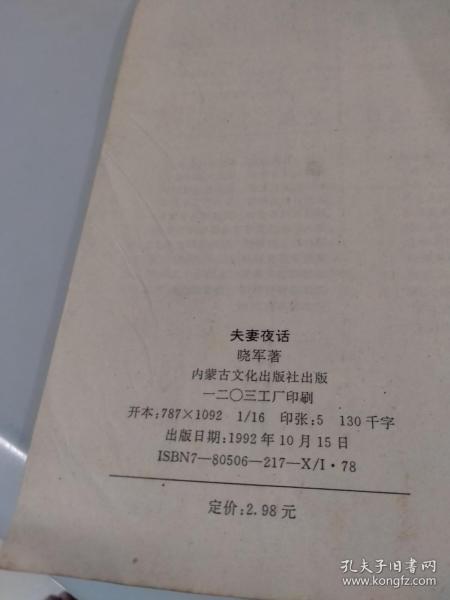 夫妻夜话
晓军著
内蒙古文化出版社出版
一二〇三工厂印刷
开本:787×1092 1/16 印张:5 130千字
出版日期:1992年10月15日
ISBN7—80506—217—X/I·78
定价:2.98元
孔夫子旧书网
www.kongfz.com